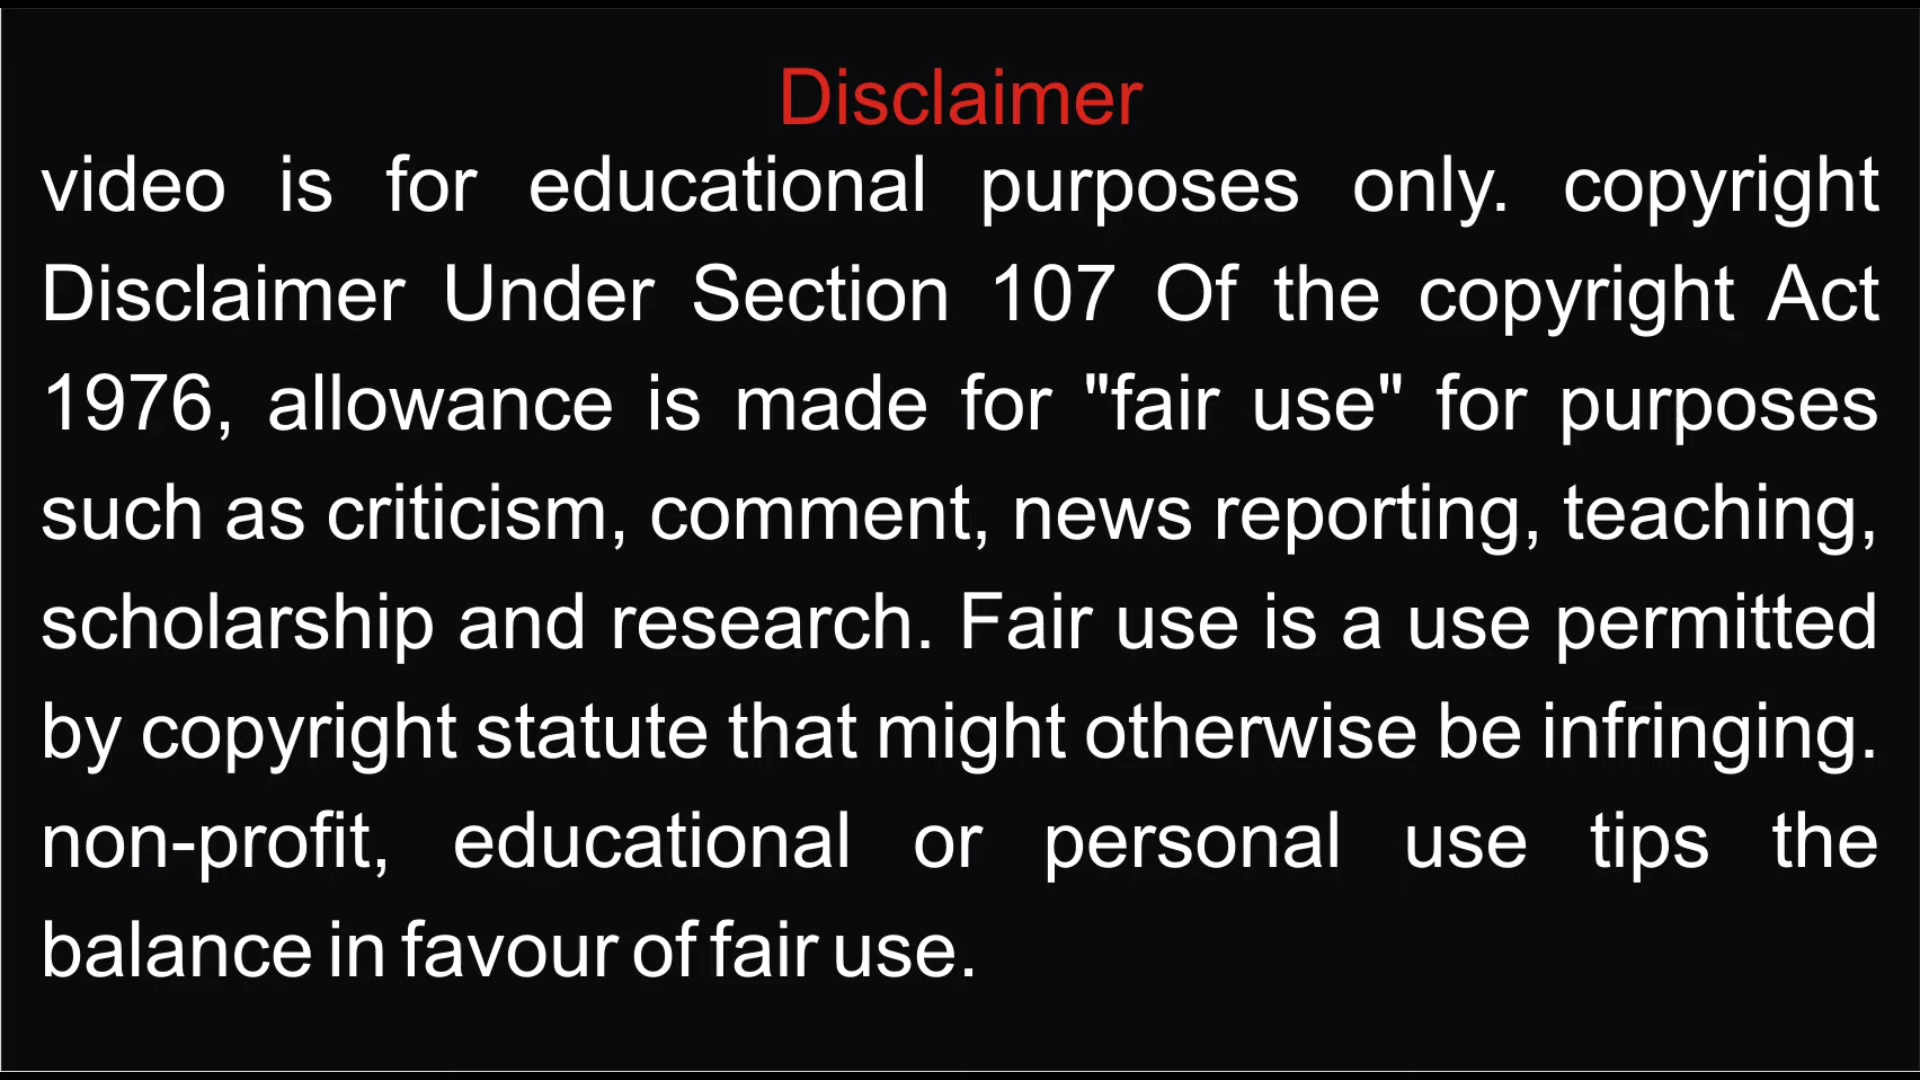 Disclaimer
video is for educational purposes only. copyright
Disclaimer Under Section 107 Of the copyright Act
1976, allowance is made for "fair use" for purposes
such as criticism, comment, news reporting, teaching,
scholarship and research. Fair use is a use permitted
by copyright statute that might otherwise be infringing.
non-profit, educational or personal use tips the
balance in favour of fair use.